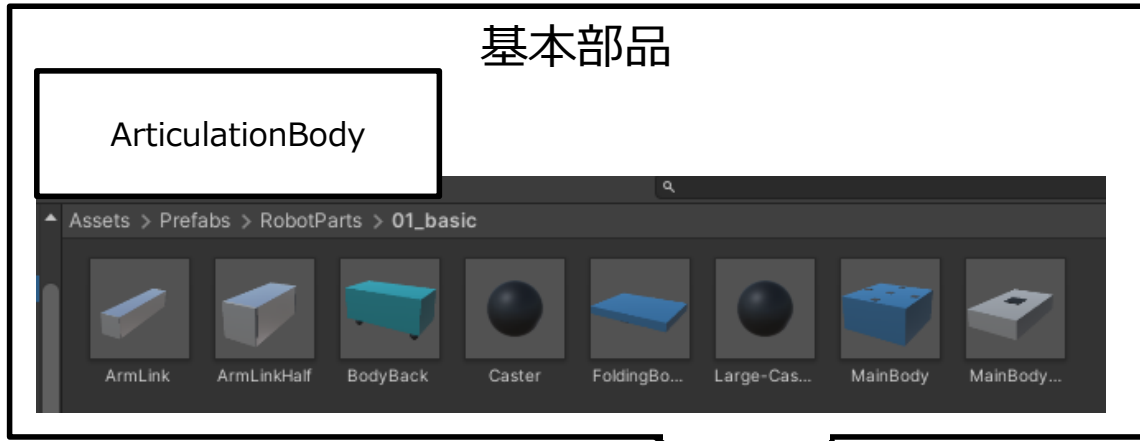 基本部品
ArticulationBody
Assets > Prefabs > RobotParts > 01_basic
ArmLink ArmLinkHalf BodyBack Caster FoldingBo... Large-Cas... MainBody MainBody...